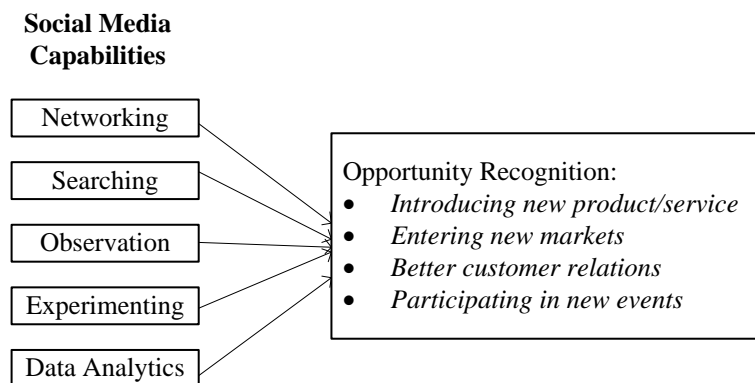 Social Media
Capabilities
Networking
Searching
Observation
Experimenting
Data Analytics
Opportunity Recognition:
• Introducing new product/service
• Entering new markets
• Better customer relations
• Participating in new events